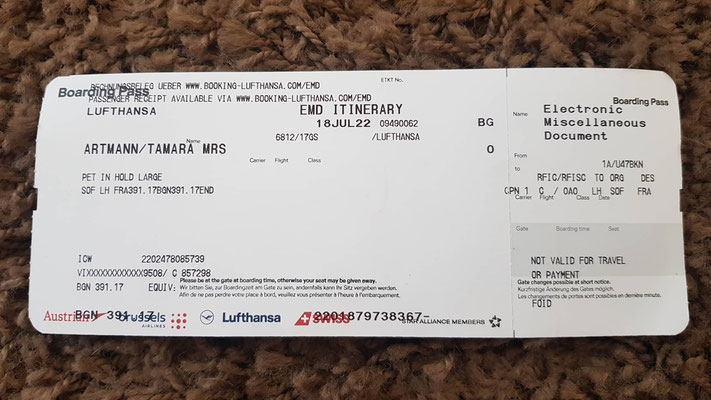 Boarding Pass
RECHNUNGSBELEG UEBER WWW.BOOKING-LUFTHANSA.COM/EMD
PASSENGER RECEIPT AVAILABLE VIA WWW.BOOKING-LUFTHANSA.COM/EMD
ETKT No.
LUFTHANSA EMD ITINERARY
18JUL22 09490062 BG
6812/17GS /LUFTHANSA
Name
ARTMANN/TAMARA MRS 0
Carrier Flight Class
PET IN HOLD LARGE
SOF LH FRA391.17BGN391.17END
Carrier Flight Class
ICW 2202478085739
VIXXXXXXXXXXXX9508/ C 857298
BGN 391.17 EQUIV:
Please be at the gate at boarding time, otherwise your seat may be given away.
Wir bitten Sie, zur Boardingzeit am Gate zu sein, andernfalls kann Ihr Sitz vergeben werden.
Afin de ne pas perdre votre place à bord, veuillez vous présenter à l'heure à l'embarquement.
BGN 391.17 2201879738367-
Austrian brussels airlines Lufthansa SWISS STAR ALLIANCE MEMBERS
Boarding Pass
Name
Electronic
Miscellaneous
Document
From
1A/U47BKN
to
RFIC/RFISC TO ORG DES
CPN 1 C / OAO LH SOF FRA
Carrier Flight Class Date
Gate Boarding time Seat
NOT VALID FOR TRAVEL
OR PAYMENT
Gate changes possible at short notice.
Kurzfristige Änderung des Gates möglich.
Les changements de portes sont possibles en dernière minute.
FOID